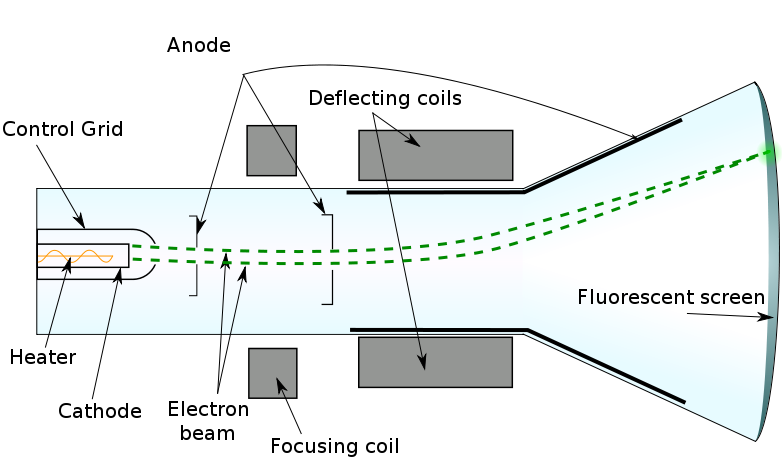 Anode
Deflecting coils
Control Grid
Fluorescent screen
Heater
Cathode
Electron
beam
Focusing coil